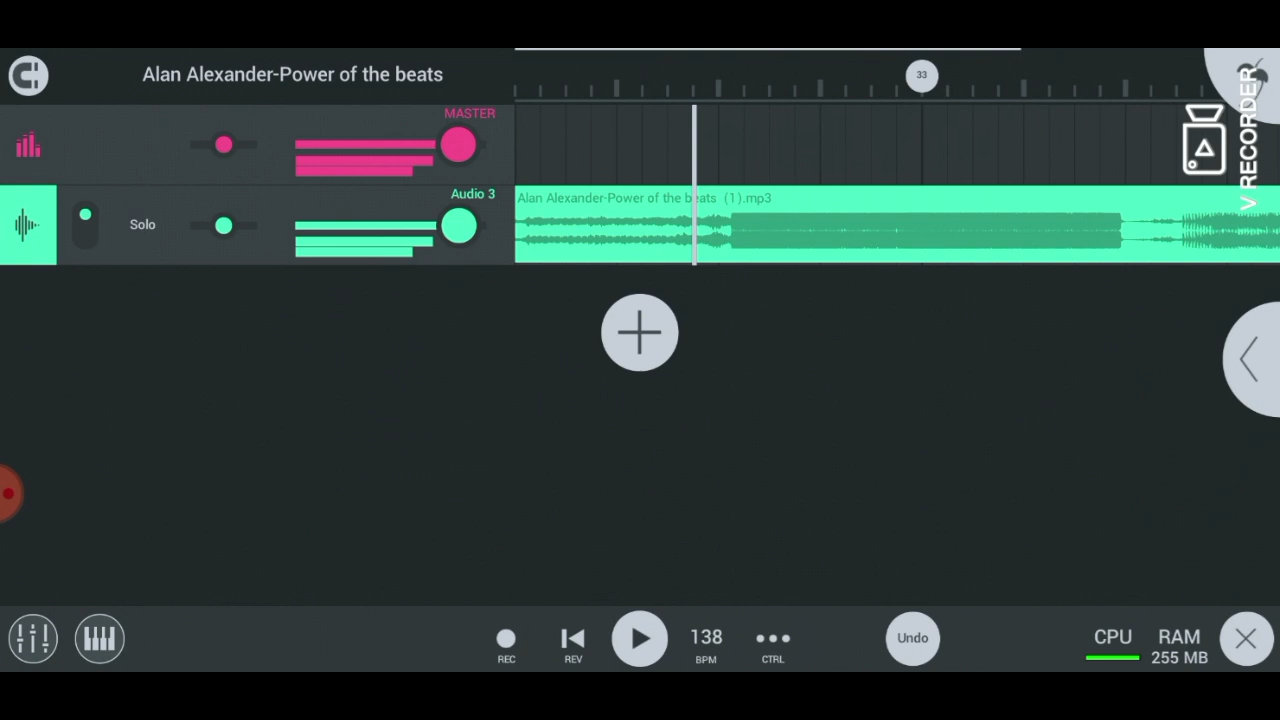 Alan Alexander-Power of the beats
33
V RECORDER
MASTER
Audio 3
Solo
Alan Alexander-Power of the beats (1).mp3
REC
REV
138
BPM
CTRL
Undo
CPU
RAM
255 MB